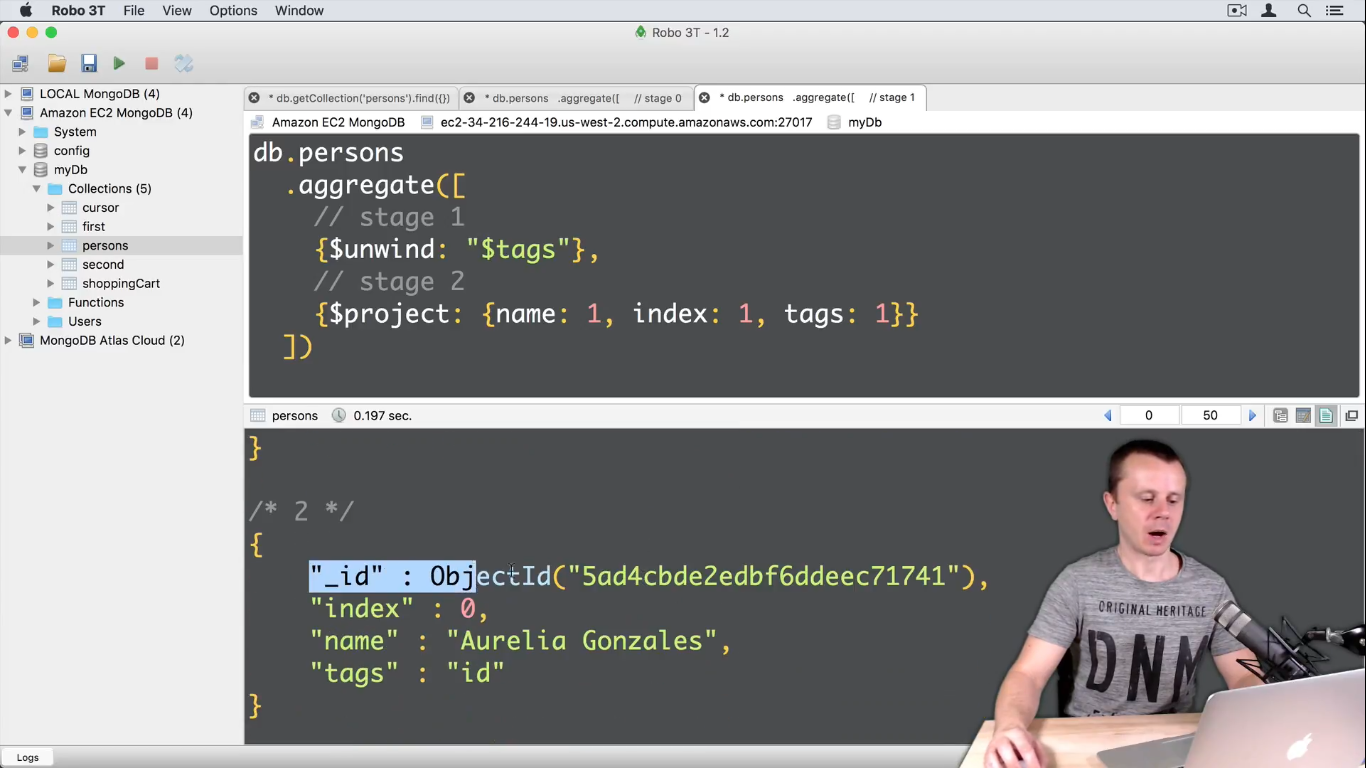 Robo 3T File View Options Window
Robo 3T - 1.2
LOCAL MongoDB (4)
Amazon EC2 MongoDB (4)
System
config
myDb
Collections (5)
cursor
first
persons
second
shoppingCart
Functions
Users
MongoDB Atlas Cloud (2)
* db.getCollection('persons').find({}) * db.persons .aggregate([ // stage 0 * db.persons .aggregate([ // stage 1
Amazon EC2 MongoDB ec2-34-216-244-19.us-west-2.compute.amazonaws.com:27017 myDb
db.persons
.aggregate([
// stage 1
{$unwind: "$tags"},
// stage 2
{$project: {name: 1, index: 1, tags: 1}}
])
persons 0.197 sec. 0 50
}
/* 2 */
{
"_id" : ObjectId("5ad4cbde2edbf6ddeec71741"),
"index" : 0,
"name" : "Aurelia Gonzales",
"tags" : "id"
}
ORIGINAL HERITAGE
DNM
Logs